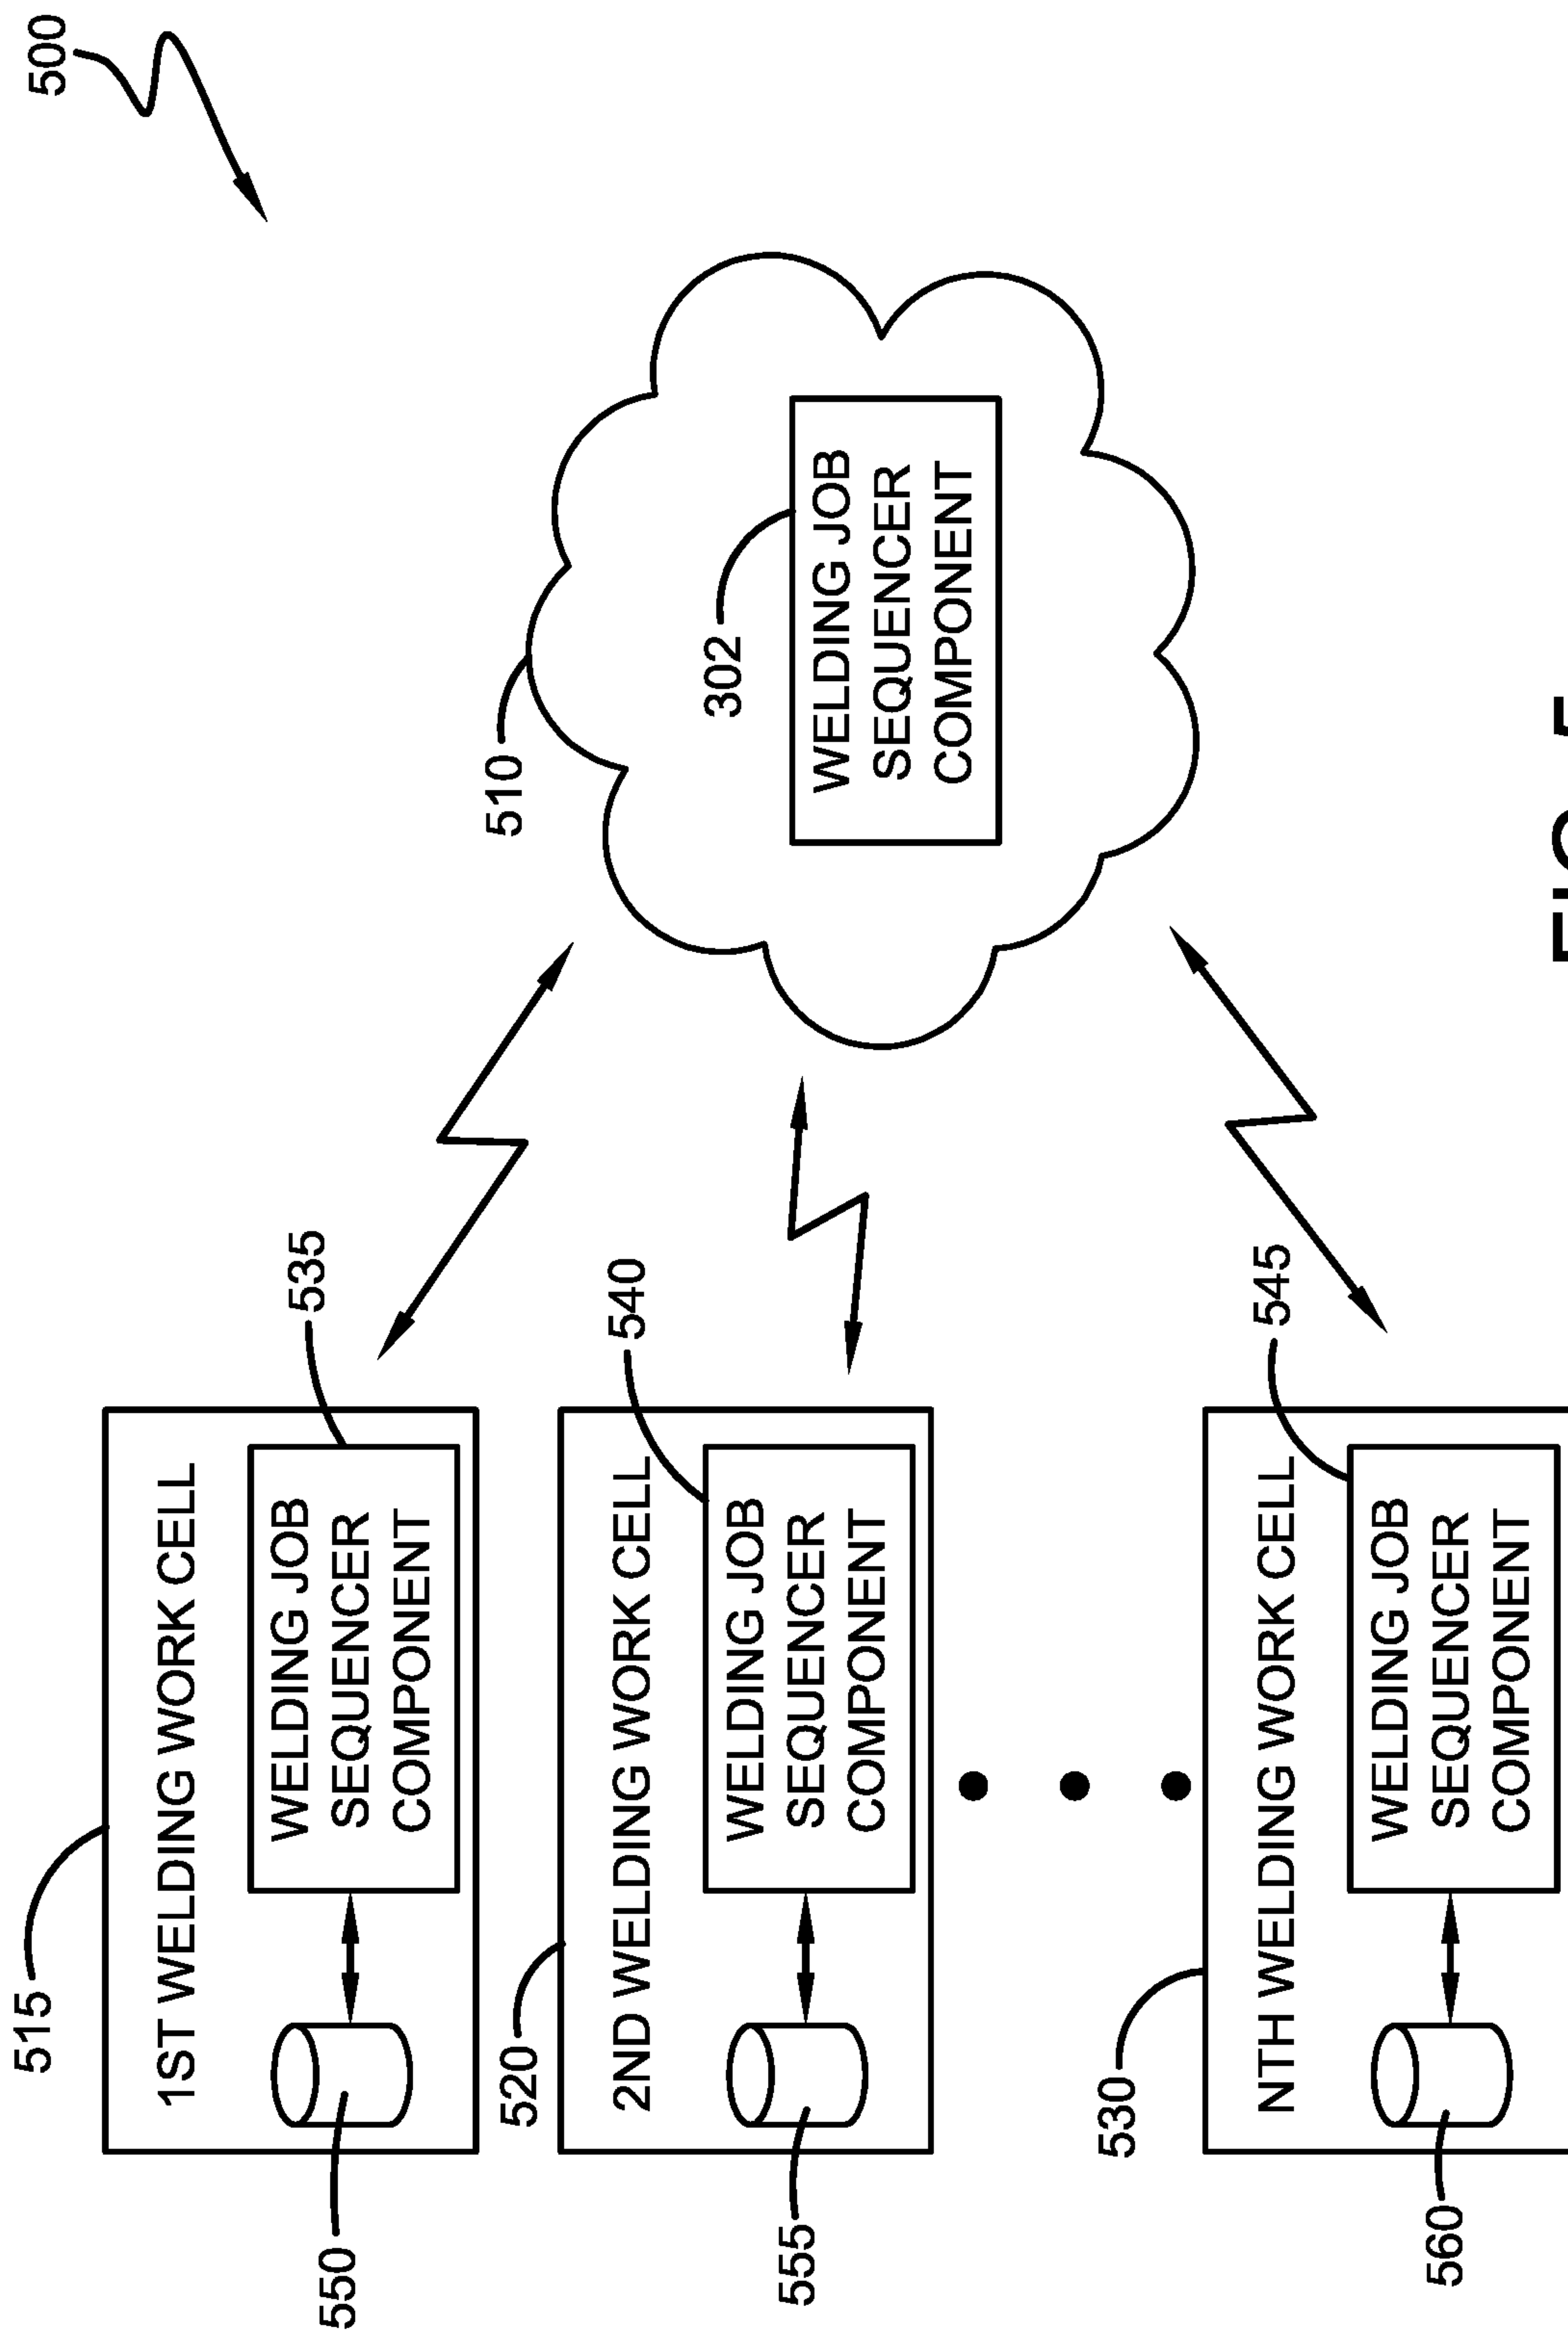 500
515
1ST WELDING WORK CELL
WELDING JOB
SEQUENCER
COMPONENT
535
550
510
302
WELDING JOB
SEQUENCER
COMPONENT
520
2ND WELDING WORK CELL
WELDING JOB
SEQUENCER
COMPONENT
540
555
530
NTH WELDING WORK CELL
WELDING JOB
SEQUENCER
COMPONENT
545
560